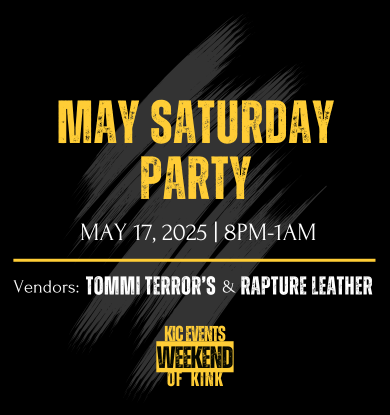 MAY SATURDAY
PARTY
MAY 17, 2025 | 8PM-1AM
Vendors: TOMMI TERROR'S & RAPTURE LEATHER
KIC EVENTS
WEEKEND
OF KINK